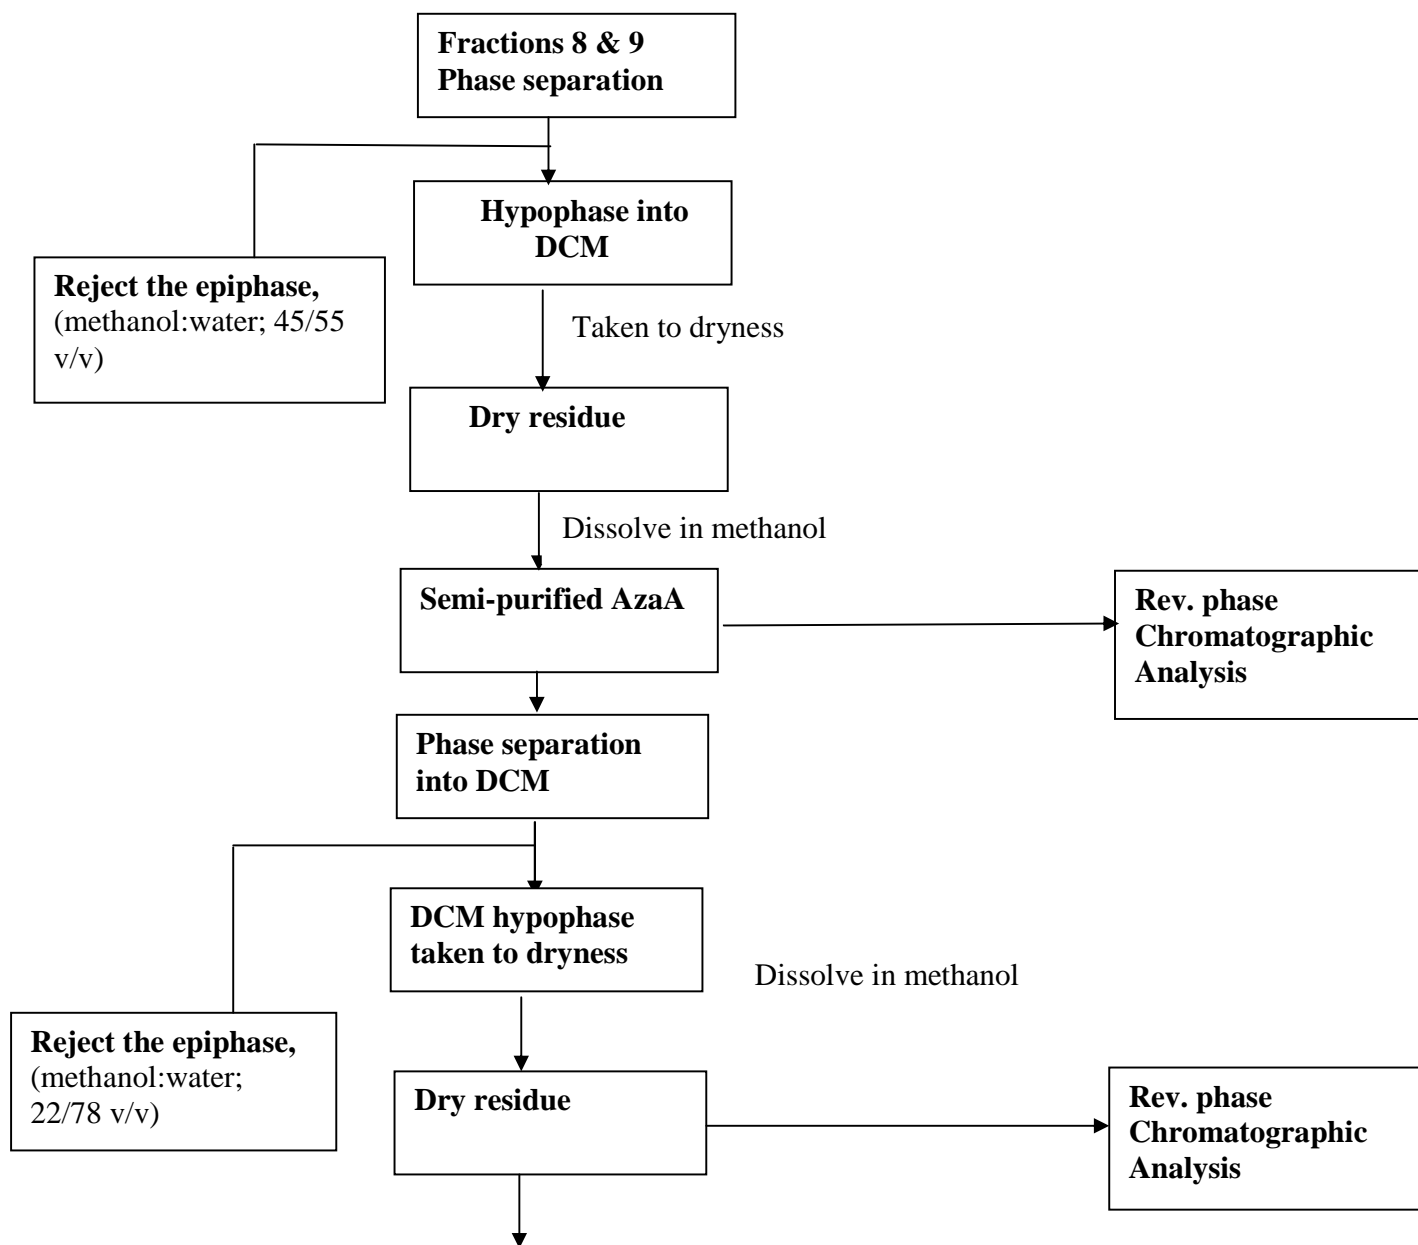 Fractions 8 & 9
Phase separation
Hypophase into
DCM
Reject the epiphase,
(methanol:water; 45/55
v/v)
Taken to dryness
Dry residue
Dissolve in methanol
Semi-purified AzaA
Rev. phase
Chromatographic
Analysis
Phase separation
into DCM
DCM hypophase
taken to dryness
Dissolve in methanol
Reject the epiphase,
(methanol:water;
22/78 v/v)
Dry residue
Rev. phase
Chromatographic
Analysis